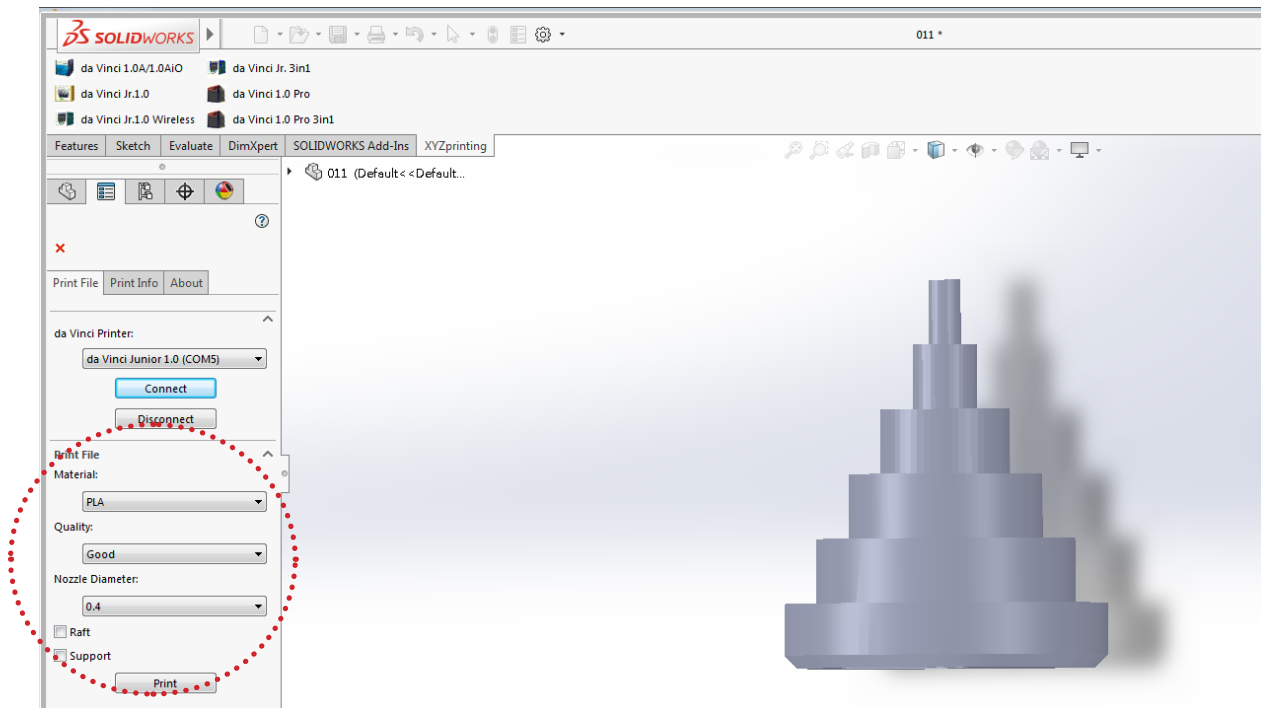 SOLIDWORKS
011 *
da Vinci 1.0A/1.0AiO da Vinci Jr. 3in1
da Vinci Jr.1.0 da Vinci 1.0 Pro
da Vinci Jr.1.0 Wireless da Vinci 1.0 Pro 3in1
Features Sketch Evaluate DimXpert SOLIDWORKS Add-Ins XYZprinting
011 (Default<<Default...
Print File Print Info About
da Vinci Printer:
da Vinci Junior 1.0 (COM5)
Connect
Disconnect
Print File
Material:
PLA
Quality:
Good
Nozzle Diameter:
0.4
Raft
Support
Print